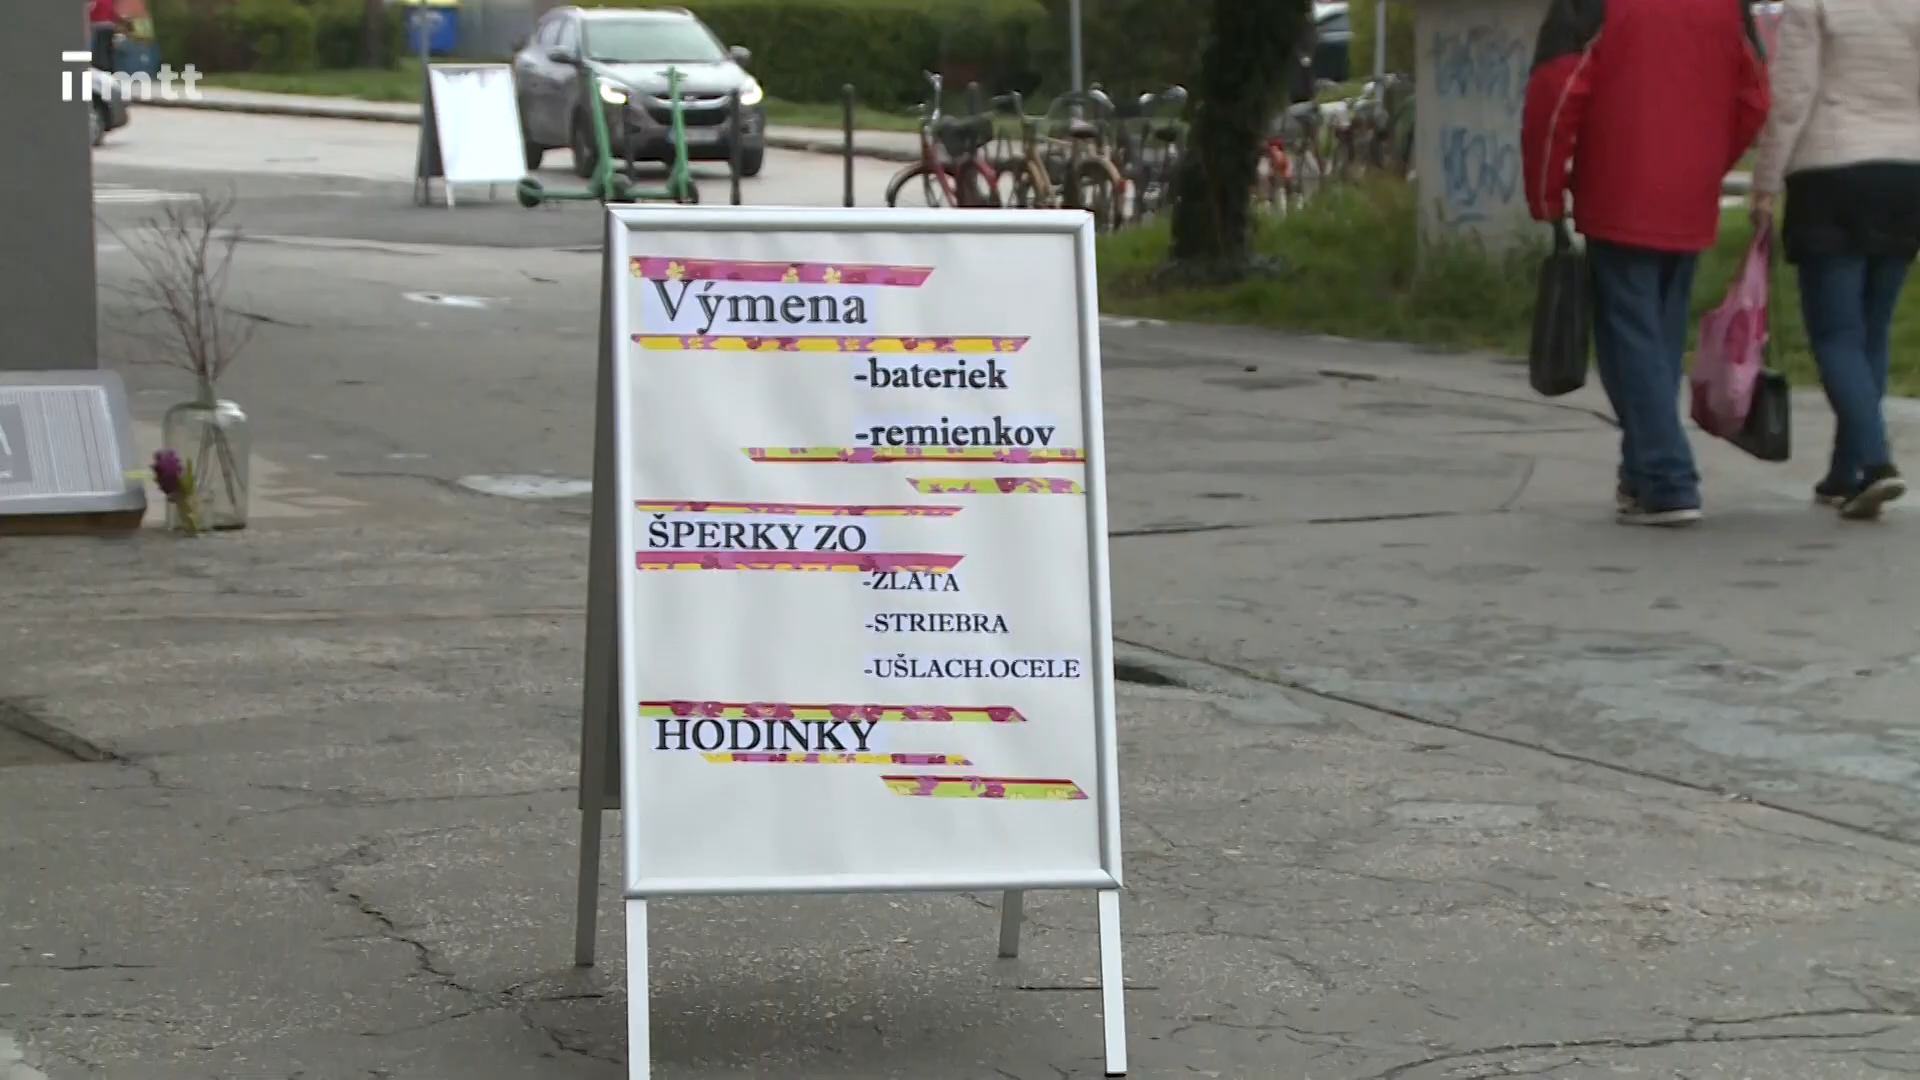 mtt
Výmena
-bateriek
-remienkov
ŠPERKY ZO
-ZLATA
-STRIEBRA
-UŠLACH.OCELE
HODINKY